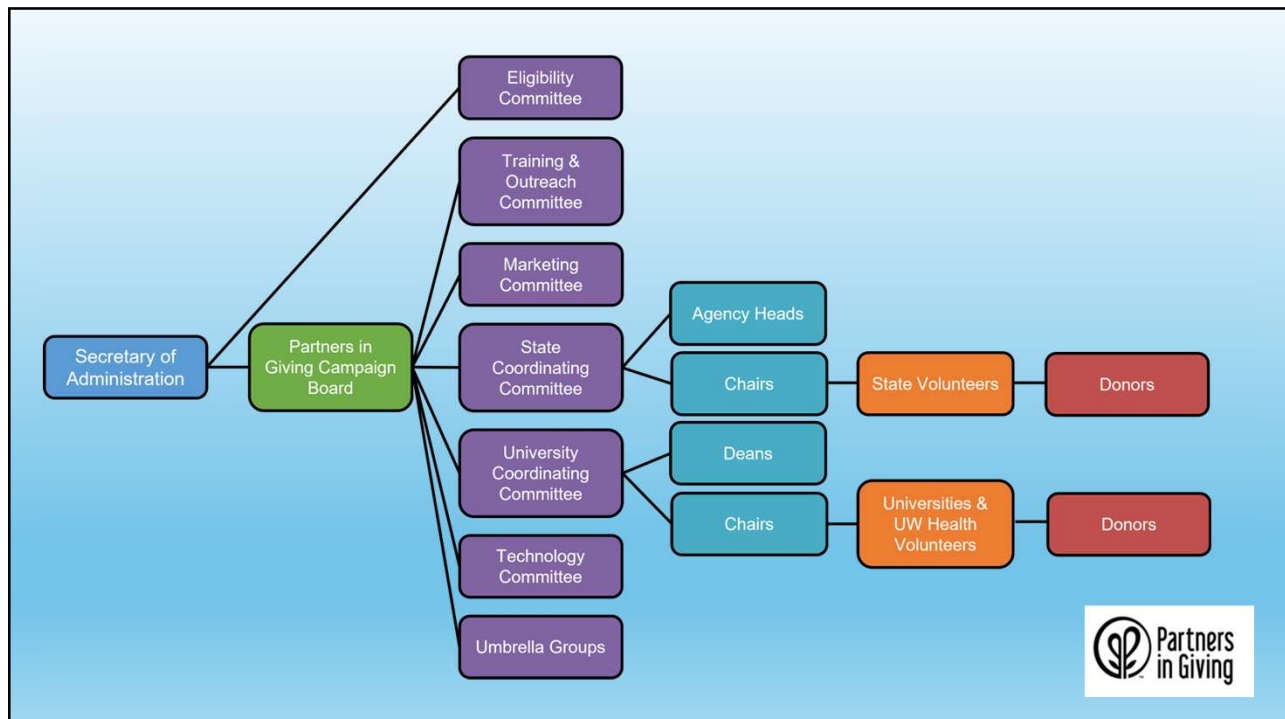 Eligibility
Committee
Training &
Outreach
Committee
Marketing
Committee
Secretary of
Administration
Partners in
Giving Campaign
Board
State
Coordinating
Committee
Agency Heads
Chairs
State Volunteers
Donors
University
Coordinating
Committee
Deans
Chairs
Universities &
UW Health
Volunteers
Donors
Technology
Committee
Umbrella Groups
Partners
in Giving